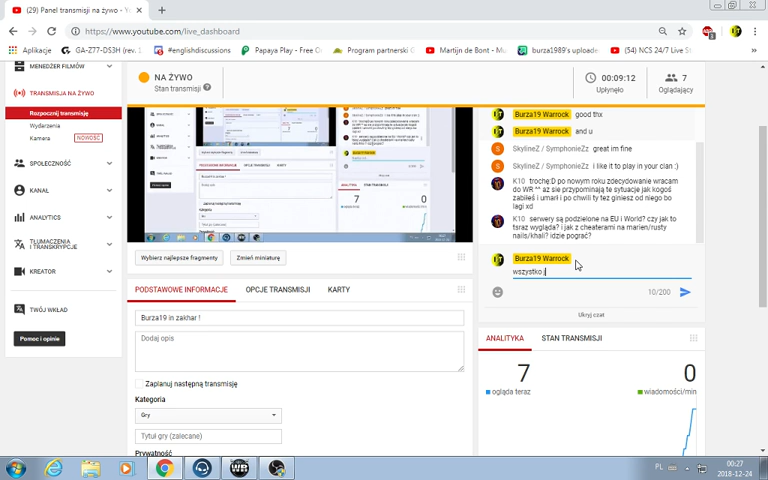 (29) Panel transmisji na żywo -
https://www.youtube.com/live_dashboard
Aplikacje
GA-Z77-DS3H (rev.
#englishdiscussions
Papaya Play - Free O
Program partnerski
Martijn de Bont - Mu
burza1989's uploade
(54) NCS 24/7 Live S
MENEDŻER FILMÓW
TRANSMISJA NA ŻYWO
Rozpocznij transmisję
Wydarzenia
Kamera
NOWOŚĆ
SPOŁECZNOŚĆ
KANAŁ
ANALYTICS
TŁUMACZENIA
I TRANSKRYPCJE
KREATOR
TWÓJ WKŁAD
Pomoc i opinie
NA ŻYWO
Stan transmisji
00:09:12
Upłynęło
7
Oglądający
Wybierz najlepsze fragmenty
Zmień miniaturę
PODSTAWOWE INFORMACJE
OPCJE TRANSMISJI
KARTY
Burza19 in zakhar !
Dodaj opis
Zaplanuj następną transmisję
Kategoria
Gry
Tytuł gry (zalecane)
Prywatność
Burza19 Warrock good thx
Burza19 Warrock and u
SkylineZ / SymphonieZz great im fine
SkylineZ / SymphonieZz i like it to play in your clan :)
K10 trochę:D po nowym roku zdecydowanie wracam
do WR ^^ aż sie przypominają te sytuacje jak kogoś
zabiłeś i umarł i po chwili ty tez giniesz od niego bo
lagi xd
K10 serwery są podzielone na EU i World? czy jak to
teraz wygląda? i jak z cheaterami na marien/rusty
nails/khali? idzie pograć?
Burza19 Warrock
wszystko j
10/200
Ukryj czat
ANALITYKA
STAN TRANSMISJI
7
ogląda teraz
0
wiadomości/min
PL
00:27
2018-12-24